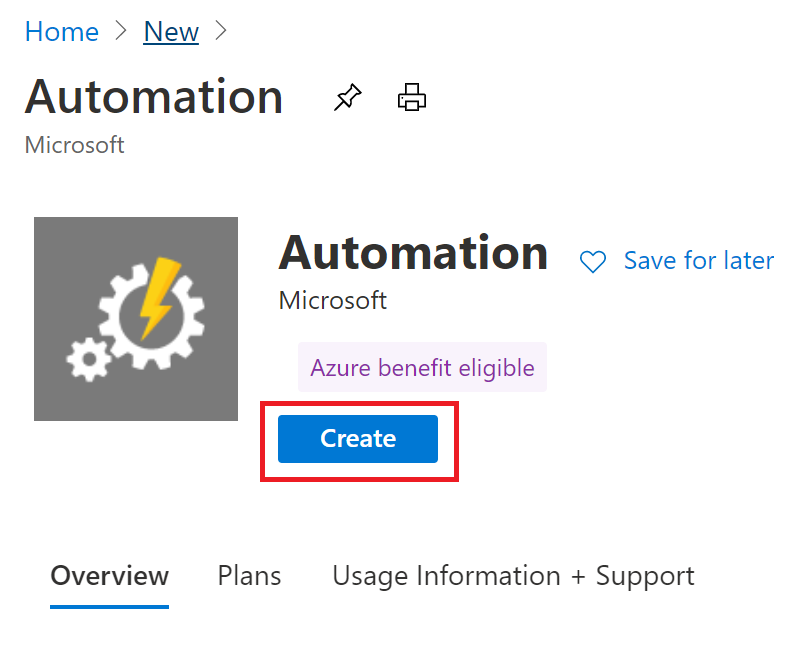 Home > New >
Automation
Microsoft
Automation
Save for later
Microsoft
Azure benefit eligible
Create
Overview Plans Usage Information + Support